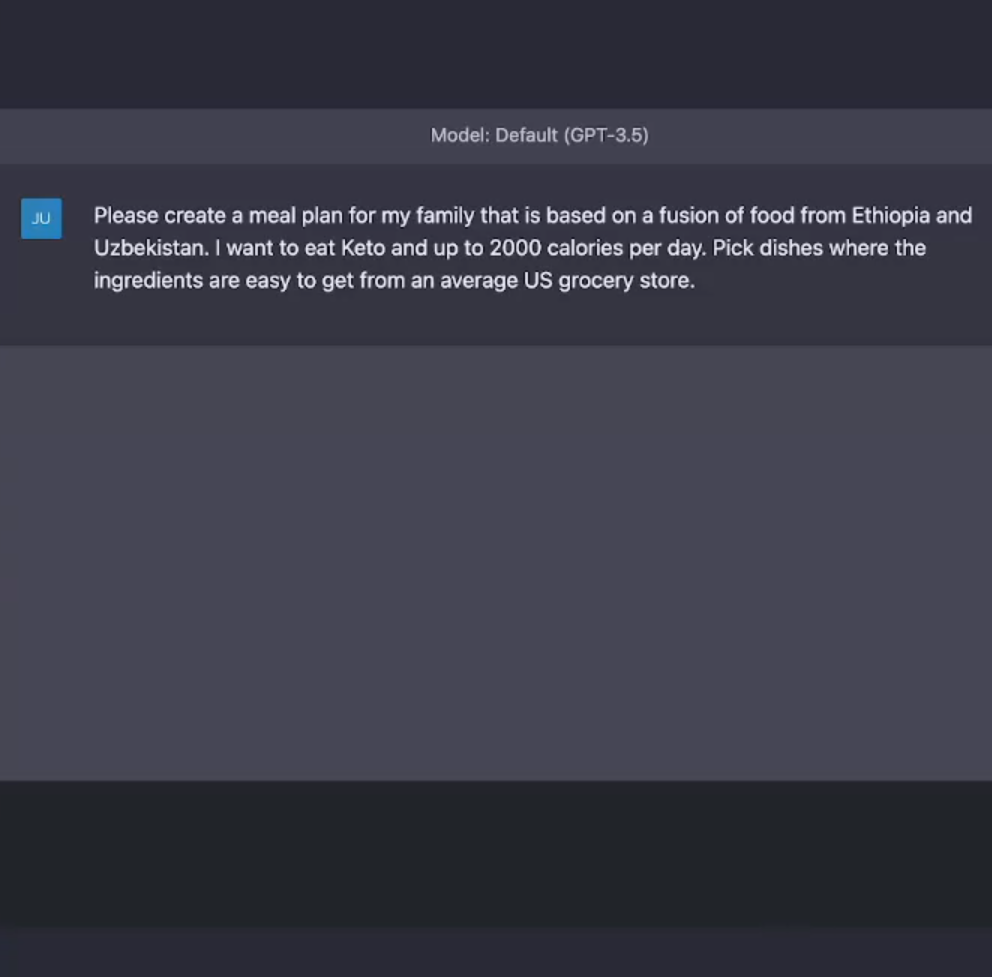 Model: Default (GPT-3.5)
JU
Please create a meal plan for my family that is based on a fusion of food from Ethiopia and
Uzbekistan. I want to eat Keto and up to 2000 calories per day. Pick dishes where the
ingredients are easy to get from an average US grocery store.